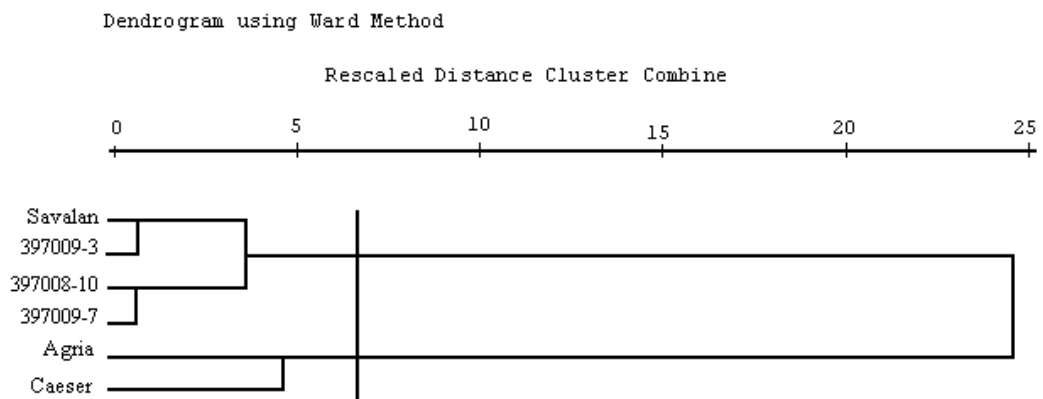 Dendrogram using Ward Method
Rescaled Distance Cluster Combine
0 5 10 15 20 25
Savalan
397009-3
397008-10
397009-7
Agria
Caeser